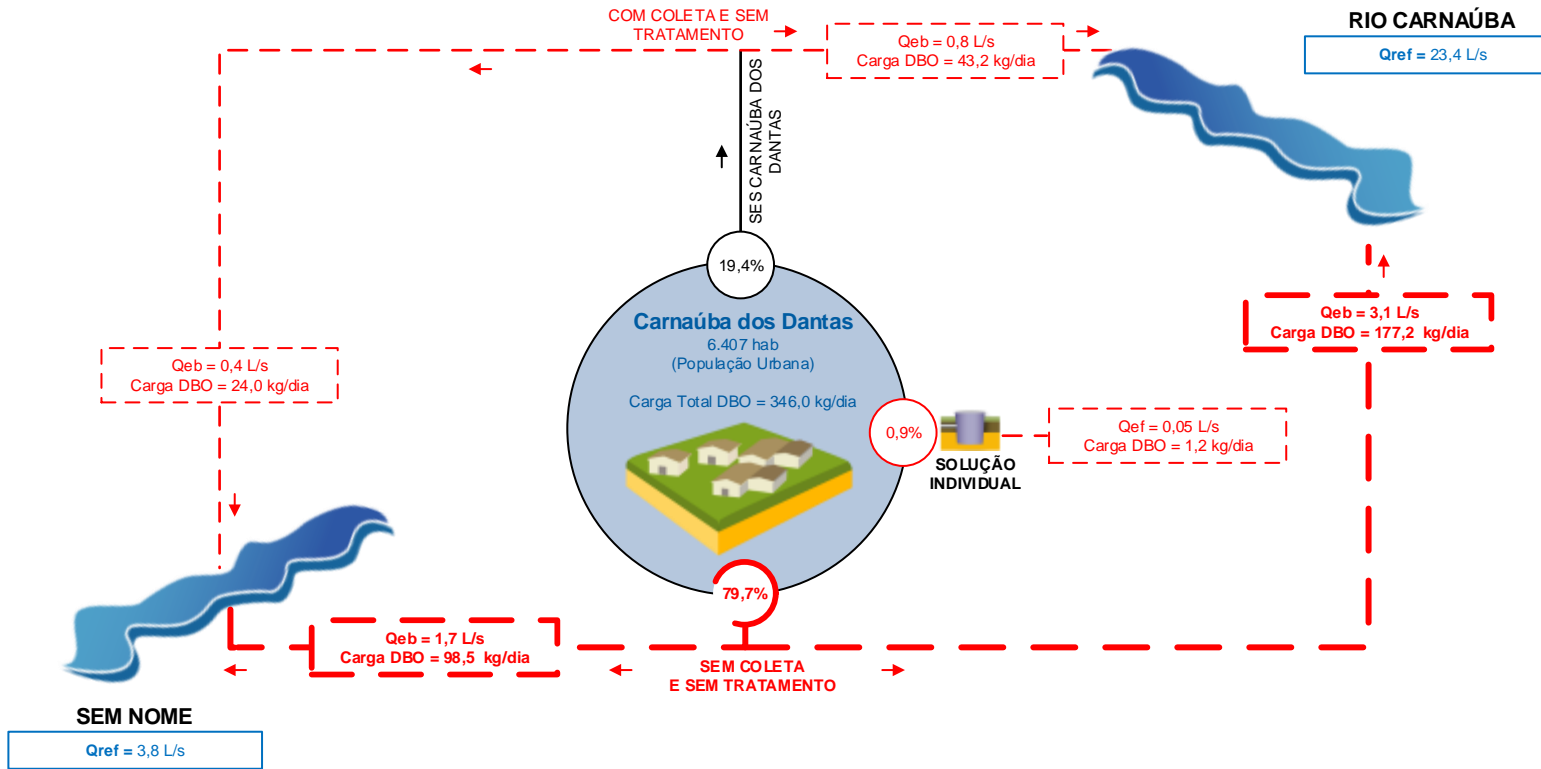 COM COLETA E SEM
TRATAMENTO
Qeb = 0,8 L/s
Carga DBO = 43,2 kg/dia
RIO CARNAÚBA
Qref = 23,4 L/s
SES CARNAÚBA DOS
DANTAS
19,4%
Carnaúba dos Dantas
6.407 hab
(População Urbana)
Carga Total DBO = 346,0 kg/dia
Qeb = 3,1 L/s
Carga DBO = 177,2 kg/dia
Qeb = 0,4 L/s
Carga DBO = 24,0 kg/dia
0,9%
SOLUÇÃO
INDIVIDUAL
Qef = 0,05 L/s
Carga DBO = 1,2 kg/dia
79,7%
Qeb = 1,7 L/s
Carga DBO = 98,5 kg/dia
SEM COLETA
E SEM TRATAMENTO
SEM NOME
Qref = 3,8 L/s